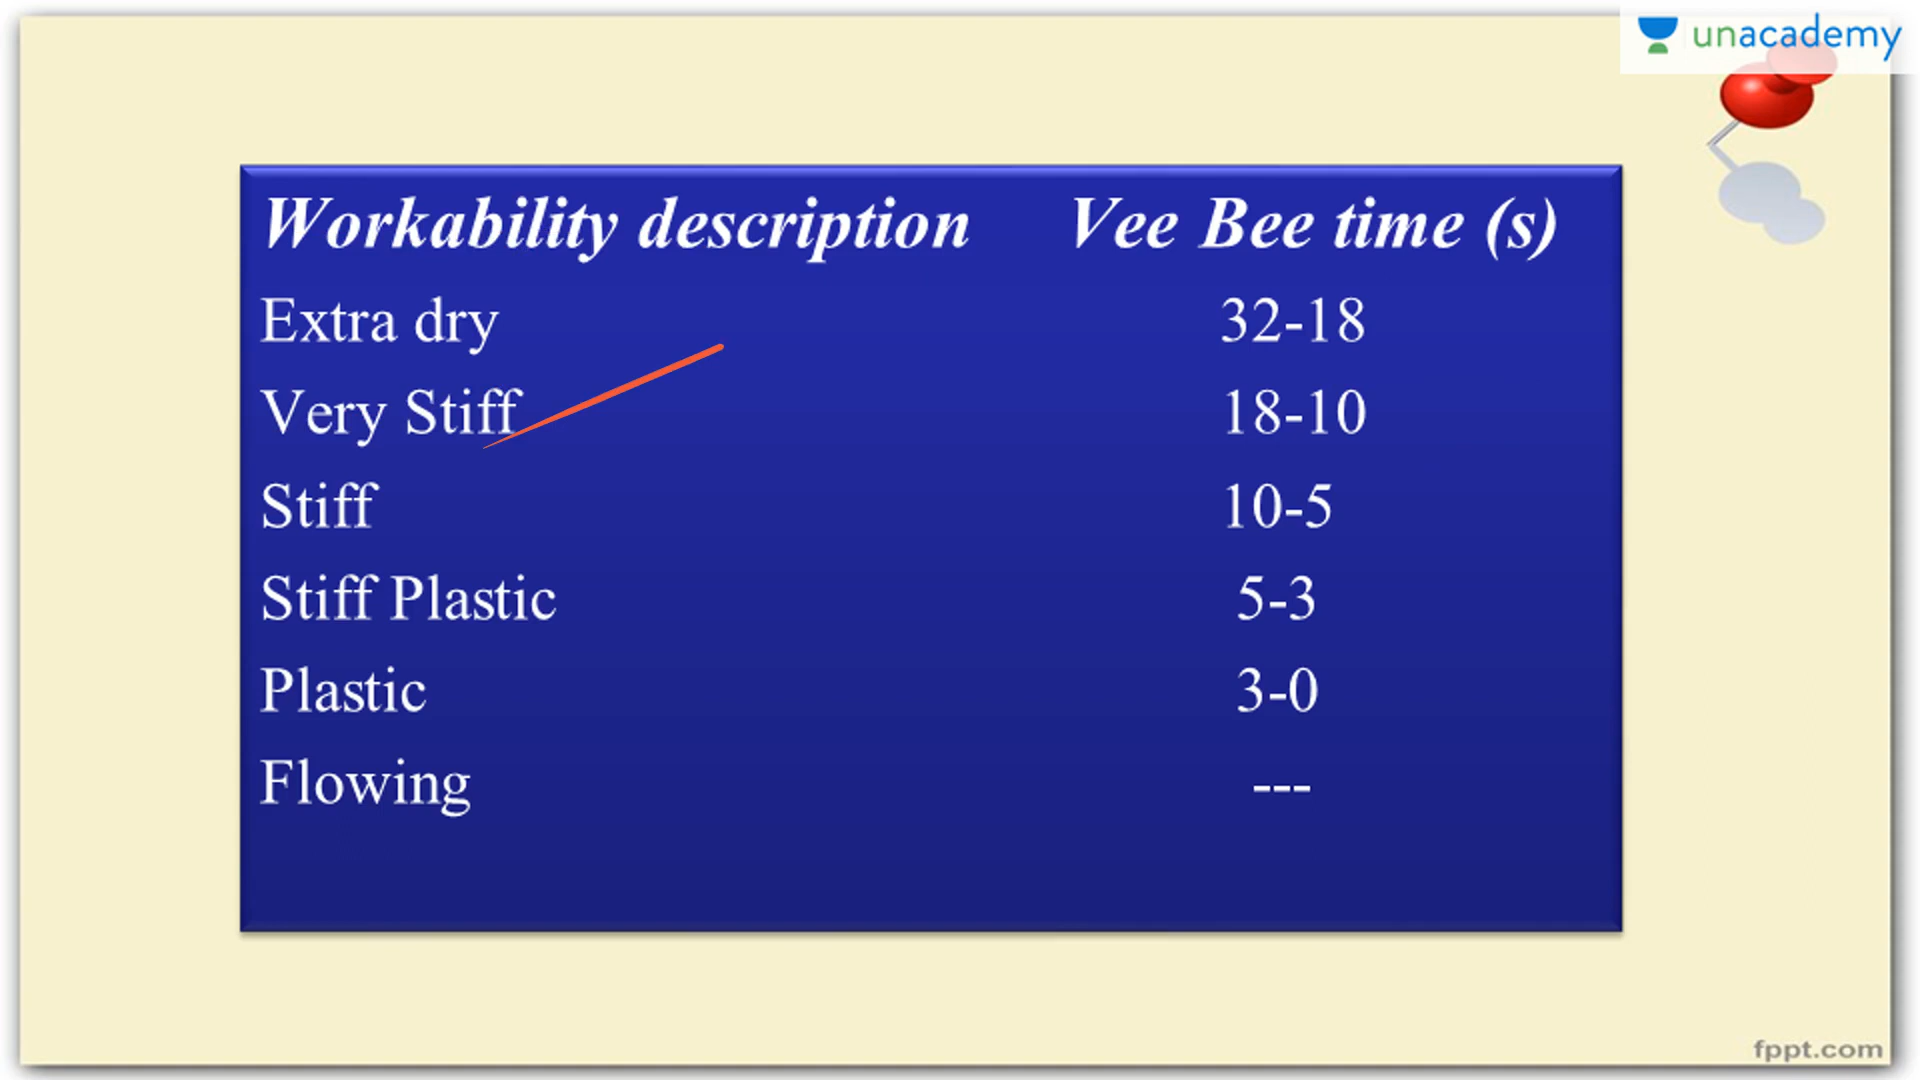 unacademy
Workability description Vee Bee time (s)
Extra dry 32-18
Very Stiff 18-10
Stiff 10-5
Stiff Plastic 5-3
Plastic 3-0
Flowing ---
fppt.com